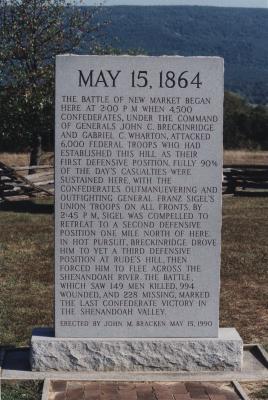 MAY 15, 1864
THE BATTLE OF NEW MARKET BEGAN
HERE AT 2:00 P M WHEN 4,500
CONFEDERATES, UNDER THE COMMAND
OF GENERALS JOHN C. BRECKINRIDGE
AND GABRIEL C. WHARTON, ATTACKED
6,000 FEDERAL TROOPS WHO HAD
ESTABLISHED THIS HILL AS THEIR
FIRST DEFENSIVE POSITION. FULLY 90%
OF THE DAY'S CASUALTIES WERE
SUSTAINED HERE, WITH THE
CONFEDERATES OUTMANUEVERING AND
OUTFIGHTING GENERAL FRANZ SIGEL'S
UNION TROOPS ON ALL FRONTS. BY
2:45 P M, SIGEL WAS COMPELLED TO
RETREAT TO A SECOND DEFENSIVE
POSITION ONE MILE NORTH OF HERE.
IN HOT PURSUIT, BRECKINRIDGE DROVE
HIM TO YET A THIRD DEFENSIVE
POSITION AT RUDE'S HILL, THEN
FORCED HIM TO FLEE ACROSS THE
SHENANDOAH RIVER. THE BATTLE,
WHICH SAW 149 MEN KILLED, 994
WOUNDED, AND 228 MISSING, MARKED
THE LAST CONFEDERATE VICTORY IN
THE SHENANDOAH VALLEY.
ERECTED BY JOHN M. BRACKEN MAY 15, 1990